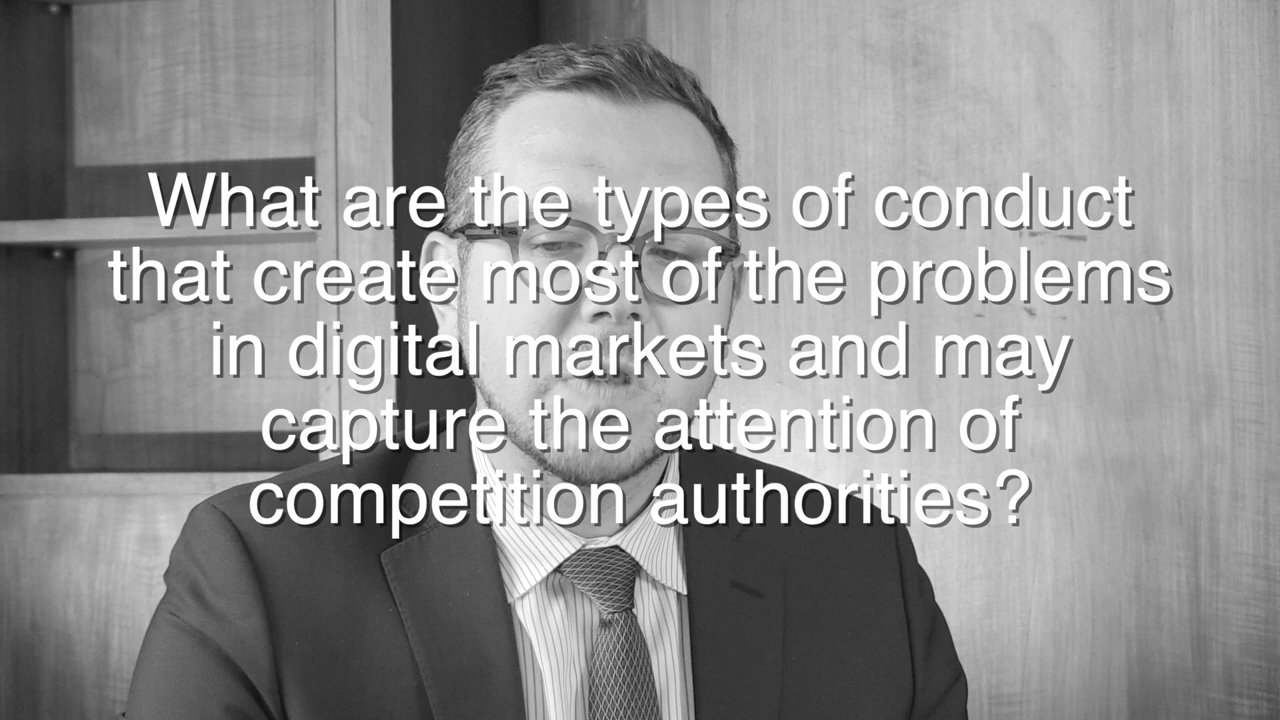 What are the types of conduct
that create most of the problems
in digital markets and may
capture the attention of
competition authorities?